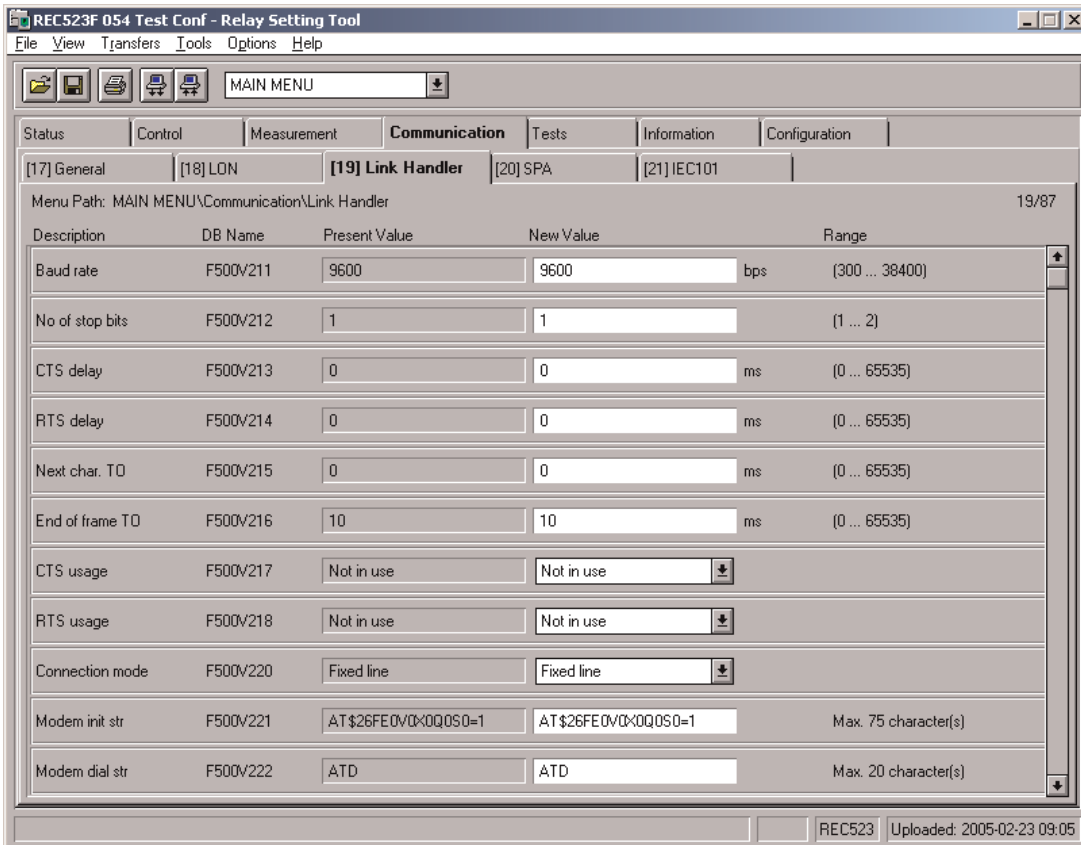 REC523F 054 Test Conf - Relay Setting Tool
File View Transfers Tools Options Help
MAIN MENU
Status Control Measurement Communication Tests Information Configuration
[17] General [18] LON [19] Link Handler [20] SPA [21] IEC101
Menu Path: MAIN MENU\Communication\Link Handler 19/87
Description DB Name Present Value New Value Range
Baud rate F500V211 9600 9600 bps (300 ... 38400)
No of stop bits F500V212 1 1 (1 ... 2)
CTS delay F500V213 0 0 ms (0 ... 65535)
RTS delay F500V214 0 0 ms (0 ... 65535)
Next char. TO F500V215 0 0 ms (0 ... 65535)
End of frame TO F500V216 10 10 ms (0 ... 65535)
CTS usage F500V217 Not in use Not in use
RTS usage F500V218 Not in use Not in use
Connection mode F500V220 Fixed line Fixed line
Modem init str F500V221 AT$26FE0V0X0Q0S0=1 AT$26FE0V0X0Q0S0=1 Max. 75 character(s)
Modem dial str F500V222 ATD ATD Max. 20 character(s)
REC523 Uploaded: 2005-02-23 09:05